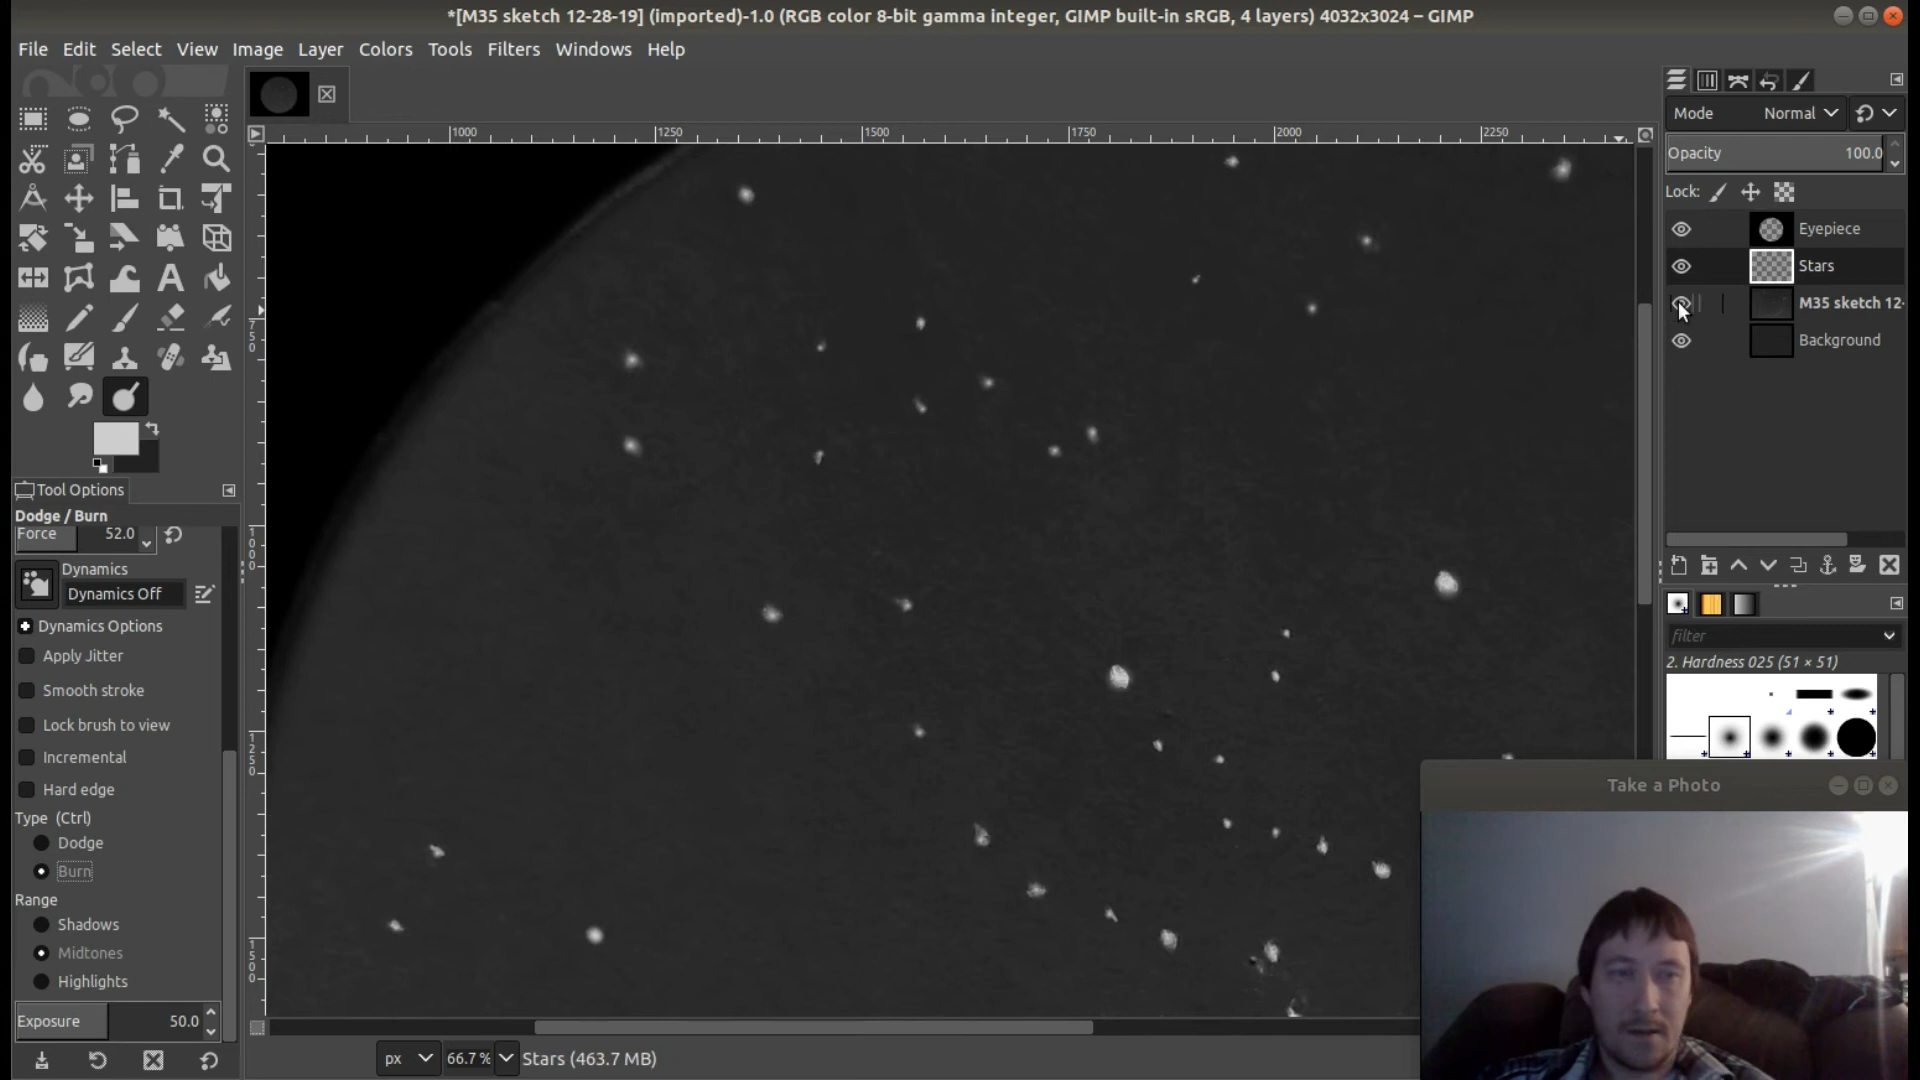 *[M35 sketch 12-28-19] (imported)-1.0 (RGB color 8-bit gamma integer, GIMP built-in sRGB, 4 layers) 4032x3024 – GIMP
File Edit Select View Image Layer Colors Tools Filters Windows Help
1000 1250 1500 1750 2000 2250
750
1000
1250
1500
Tool Options
Dodge / Burn
Force 52.0
Dynamics
Dynamics Off
Dynamics Options
Apply Jitter
Smooth stroke
Lock brush to view
Incremental
Hard edge
Type (Ctrl)
Dodge
Burn
Range
Shadows
Midtones
Highlights
Exposure 50.0
px 66.7 % Stars (463.7 MB)
Mode Normal
Opacity 100.0
Lock:
Eyepiece
Stars
M35 sketch 12-
Background
filter
2. Hardness 025 (51 × 51)
Take a Photo